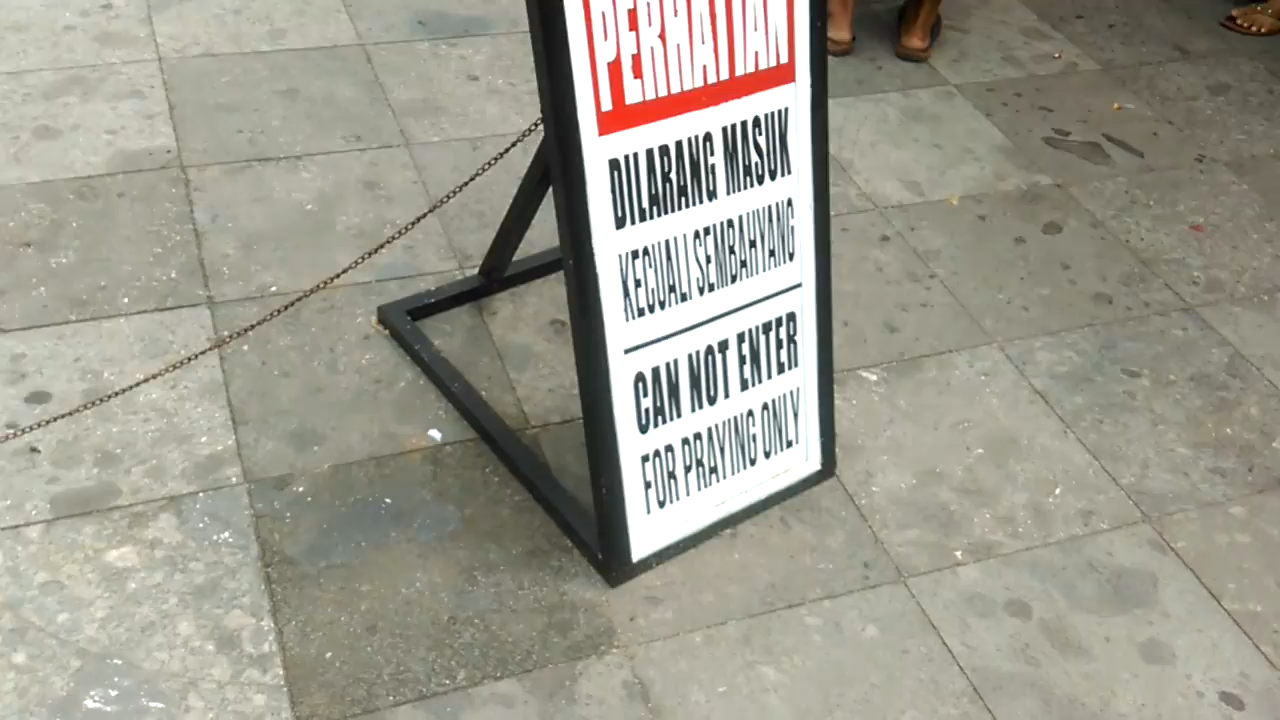 PERHATIAN
DILARANG MASUK
KECUALI SEMBAHYANG
CAN NOT ENTER
FOR PRAYING ONLY